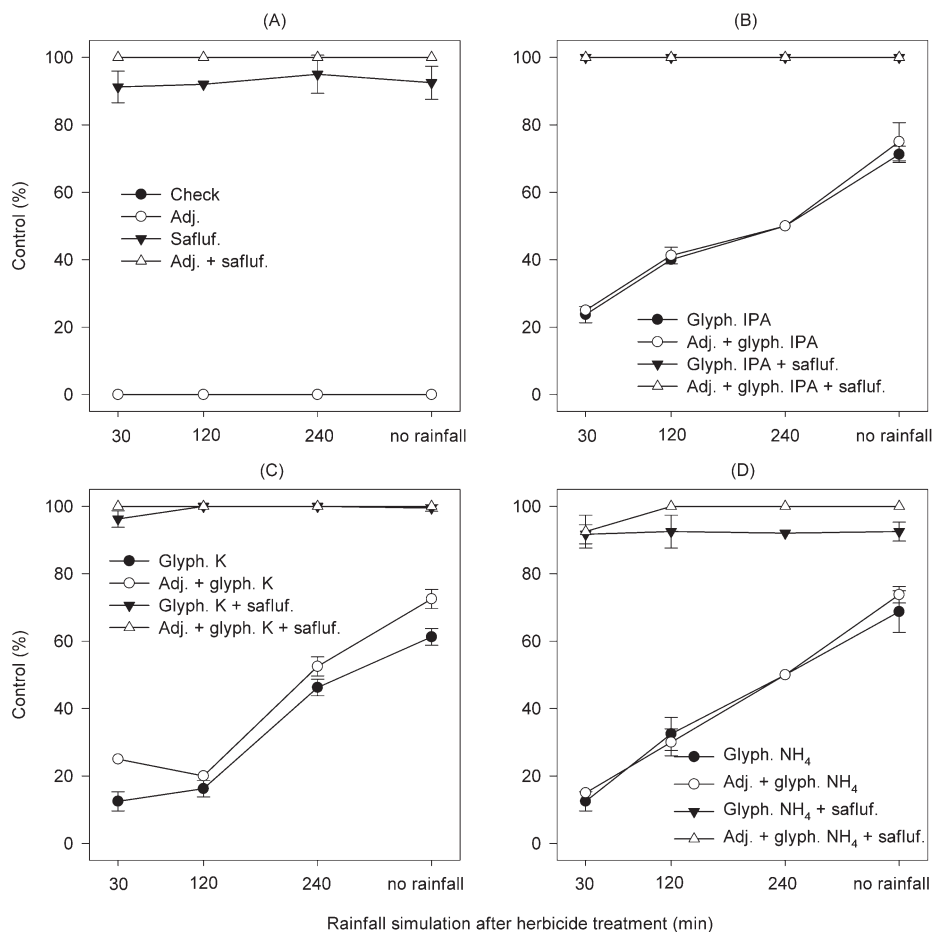 (A)
100
80
60
40
20
0
Control (%)
Check
Adj.
Safluf.
Adj. + safluf.
30 120 240 no rainfall
(B)
100
80
60
40
20
0
Glyph. IPA
Adj. + glyph. IPA
Glyph. IPA + safluf.
Adj. + glyph. IPA + safluf.
30 120 240 no rainfall
(C)
100
80
60
40
20
0
Control (%)
Glyph. K
Adj. + glyph. K
Glyph. K + safluf.
Adj. + glyph. K + safluf.
30 120 240 no rainfall
(D)
100
80
60
40
20
0
Glyph. NH4
Adj. + glyph. NH4
Glyph. NH4 + safluf.
Adj. + glyph. NH4 + safluf.
30 120 240 no rainfall
Rainfall simulation after herbicide treatment (min)